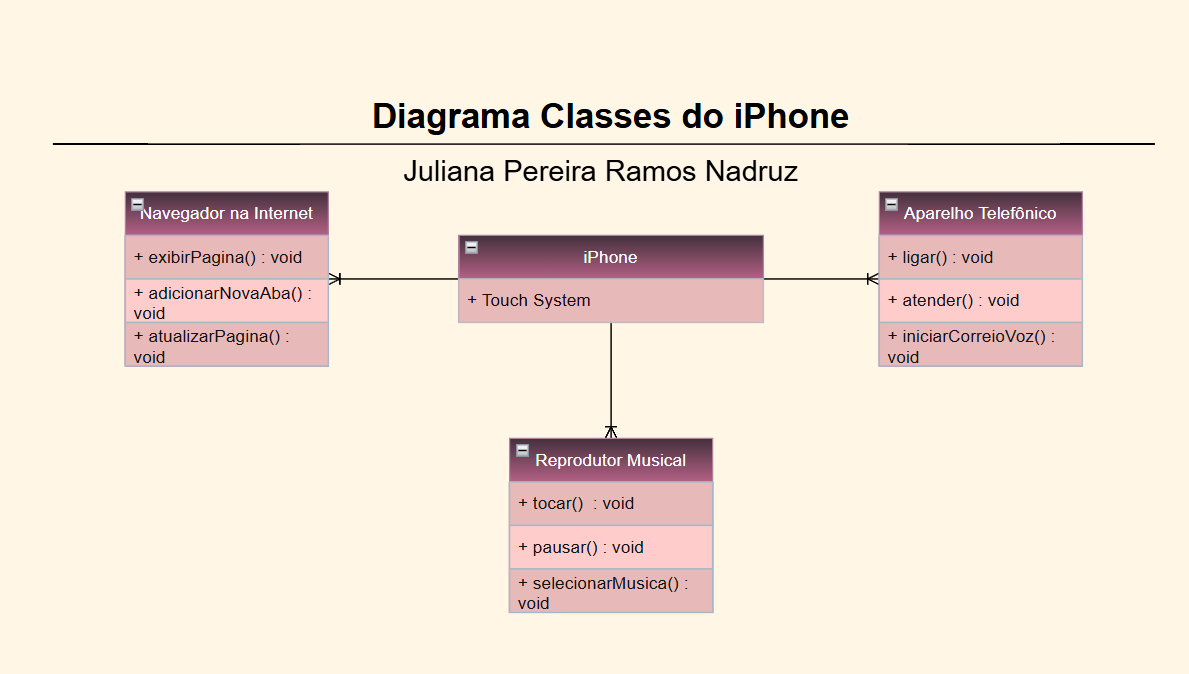 Diagrama Classes do iPhone
Juliana Pereira Ramos Nadruz
Navegador na Internet
+ exibirPagina() : void
+ adicionarNovaAba() :
void
+ atualizarPagina() :
void
iPhone
+ Touch System
Aparelho Telefônico
+ ligar() : void
+ atender() : void
+ iniciarCorreioVoz() :
void
Reprodutor Musical
+ tocar()  : void
+ pausar() : void
+ selecionarMusica() :
void